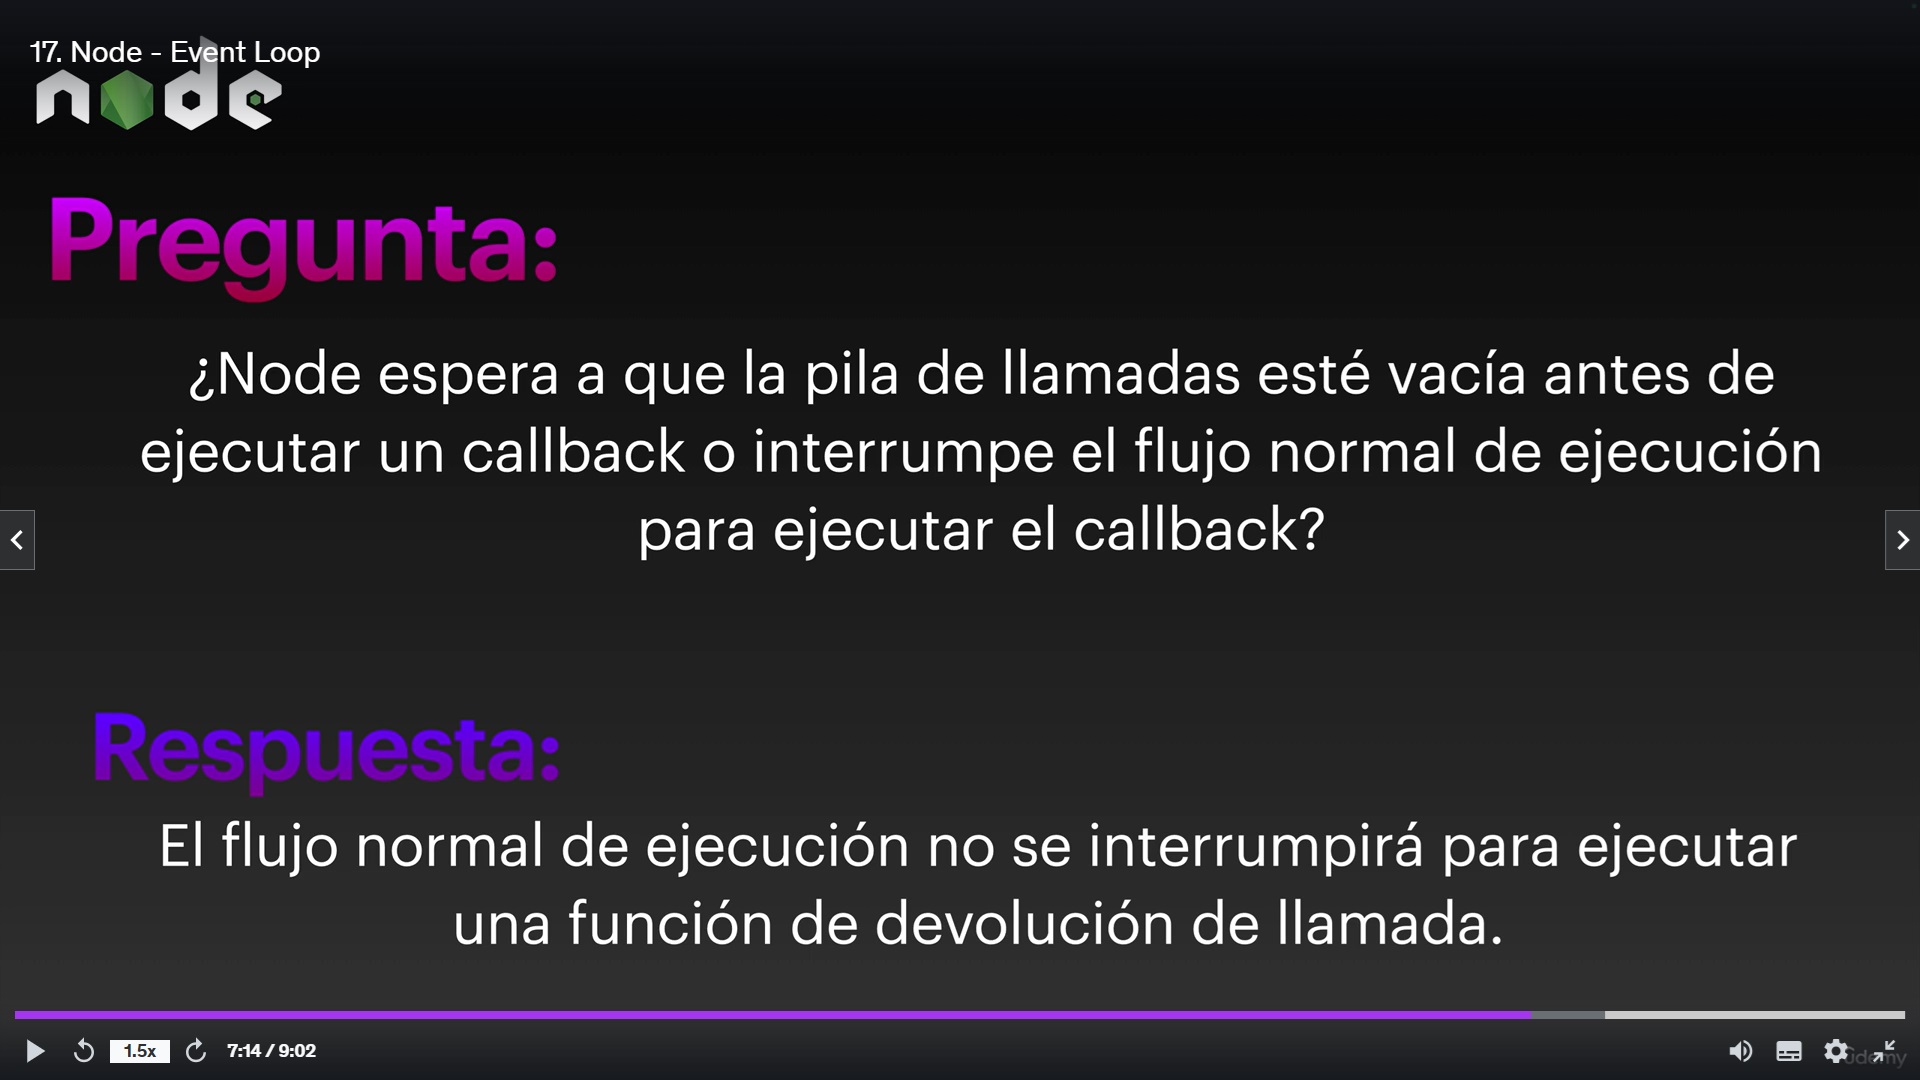 17. Node - Event Loop
node
Pregunta:
¿Node espera a que la pila de llamadas esté vacía antes de
ejecutar un callback o interrumpe el flujo normal de ejecución
para ejecutar el callback?
Respuesta:
El flujo normal de ejecución no se interrumpirá para ejecutar
una función de devolución de llamada.
1.5x
7:14 / 9:02
udemy